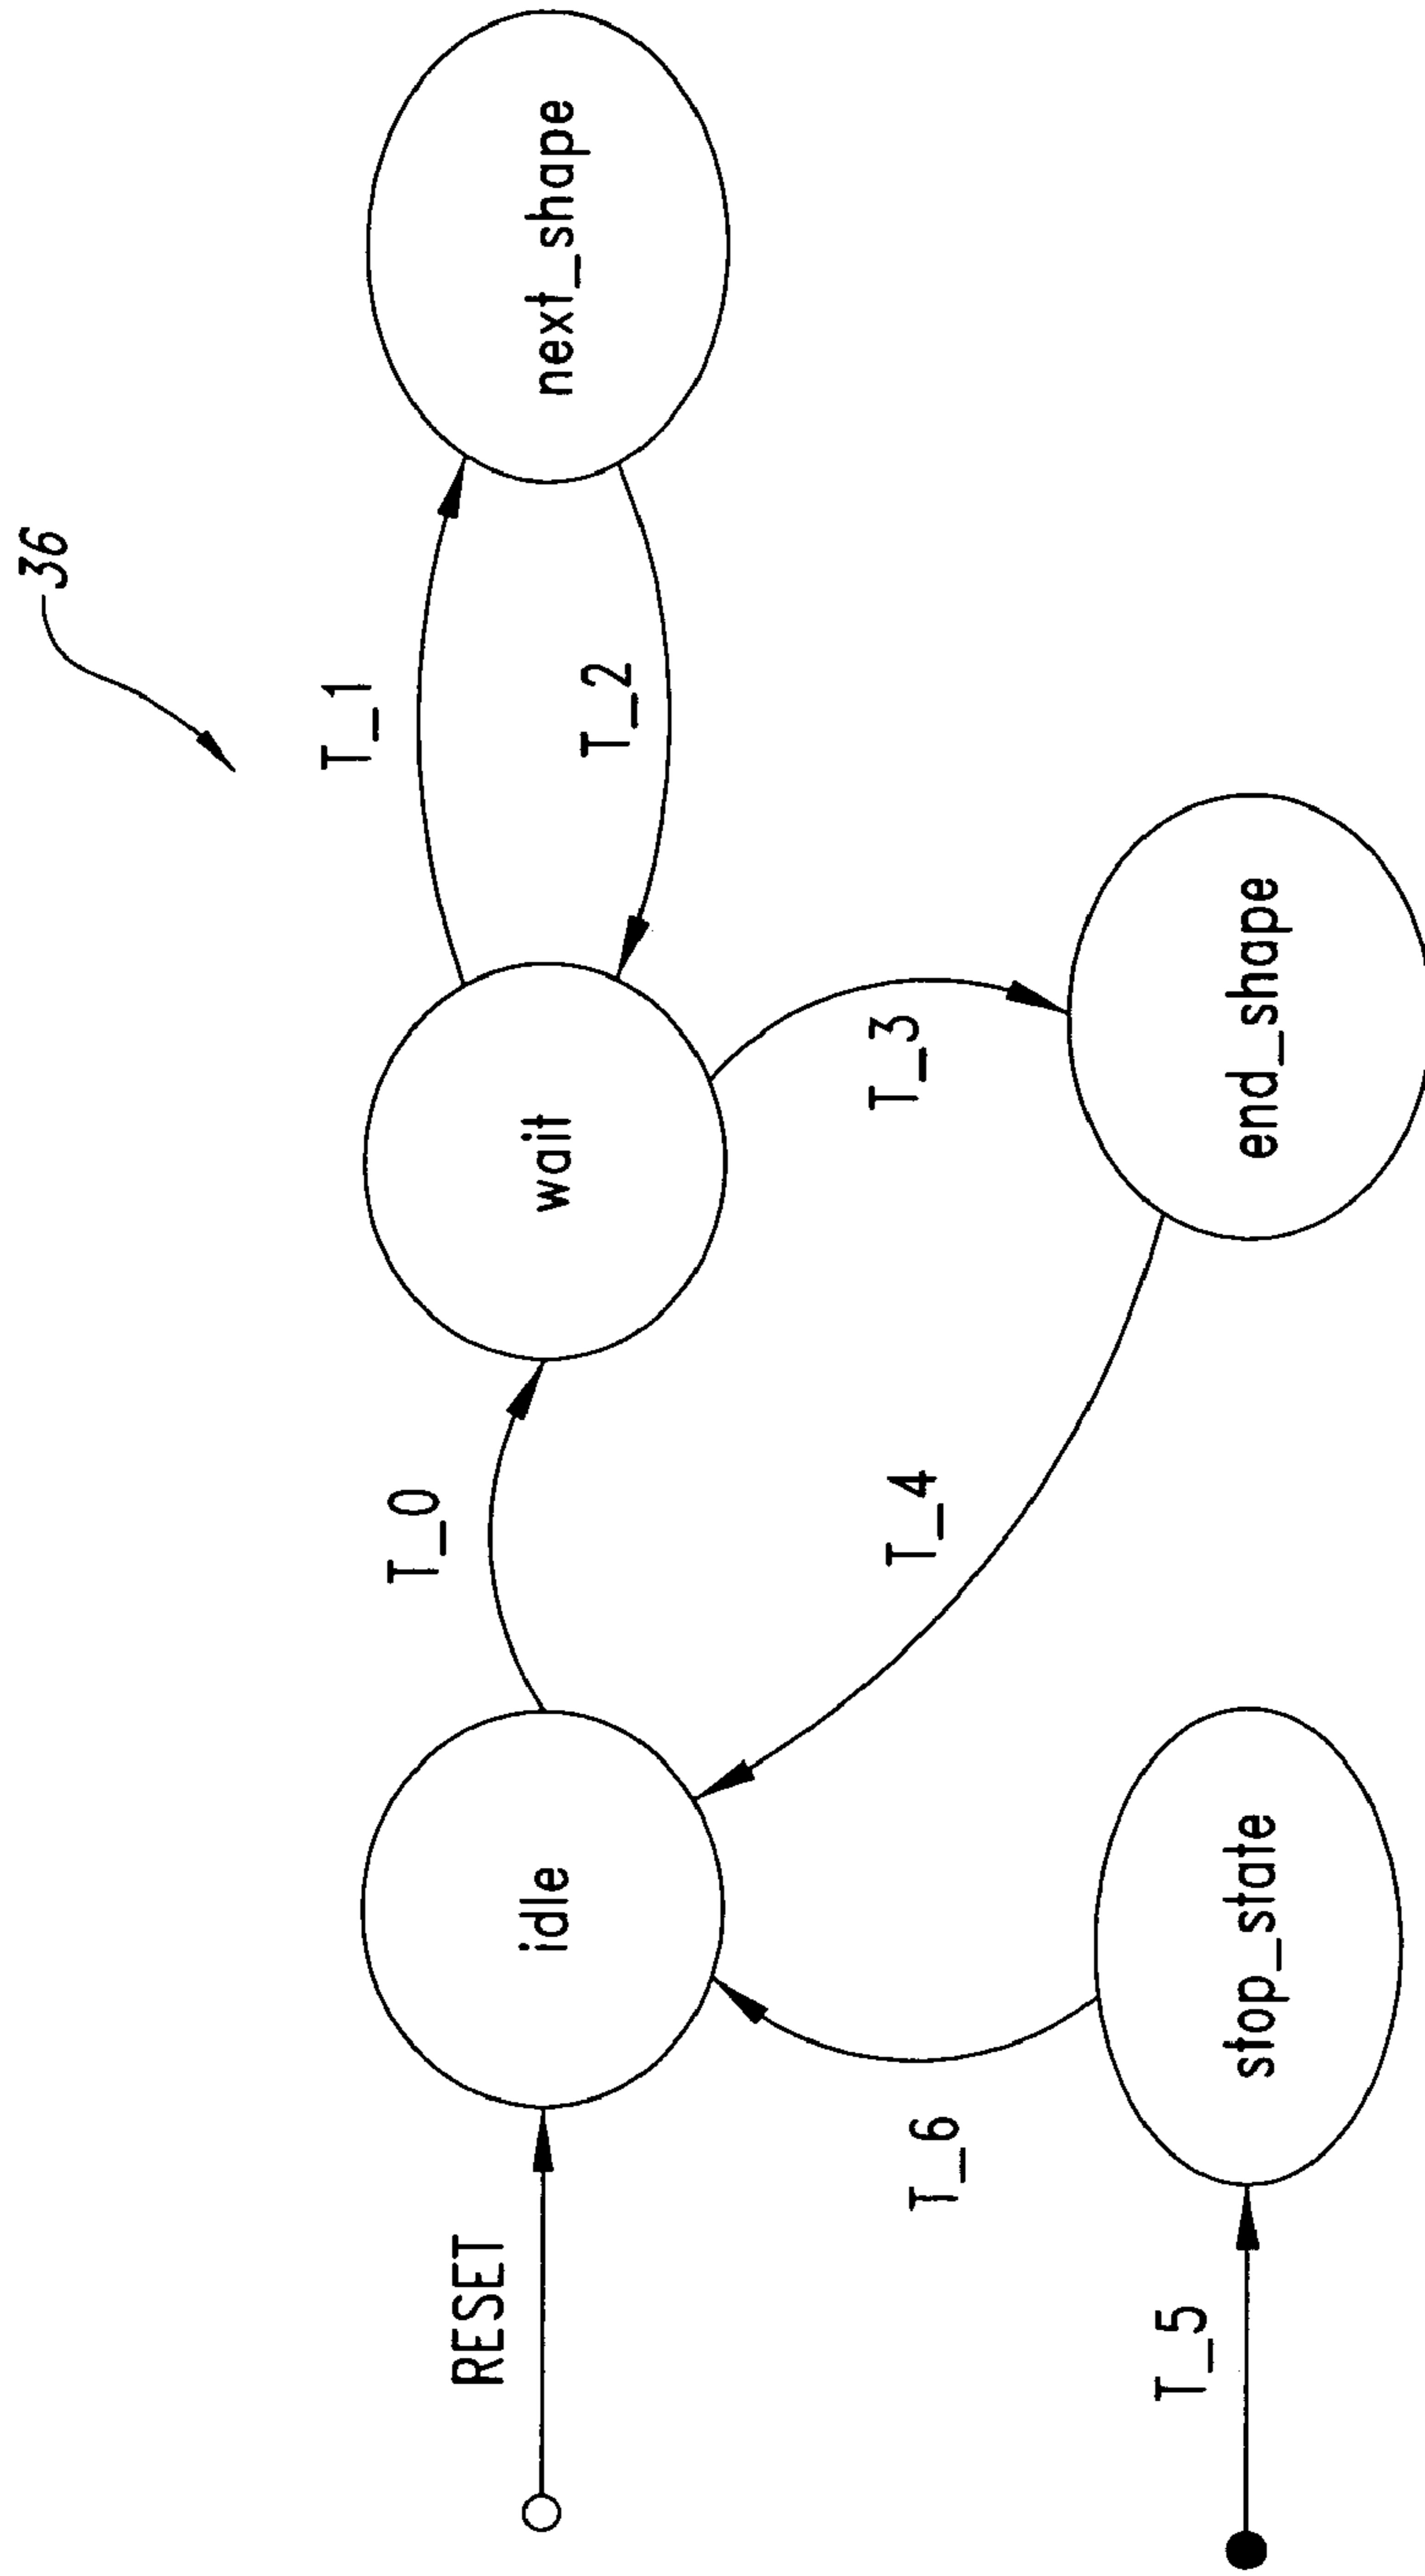 36
T_1
next_shape
T_2
T_0
wait
T_3
RESET
idle
T_4
end_shape
T_6
T_5
stop_state